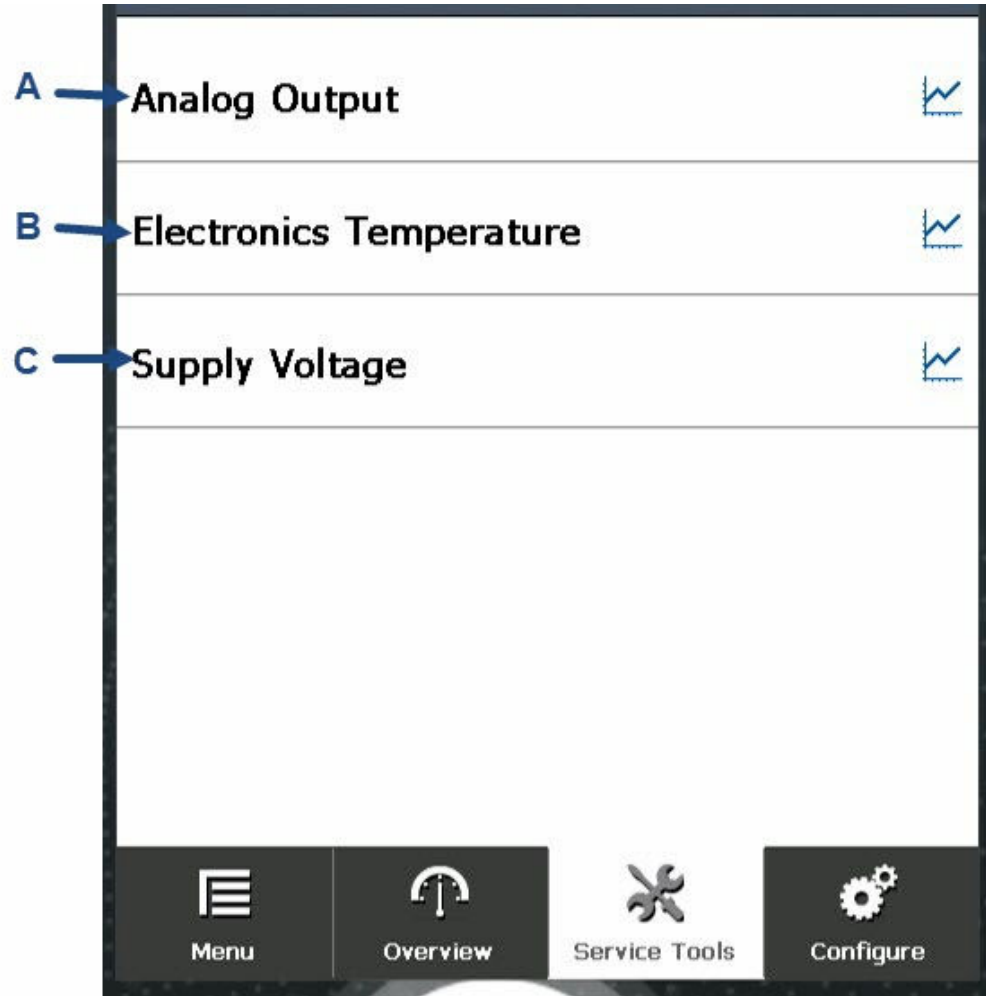 A Analog Output
B Electronics Temperature
C Supply Voltage
Menu Overview Service Tools Configure